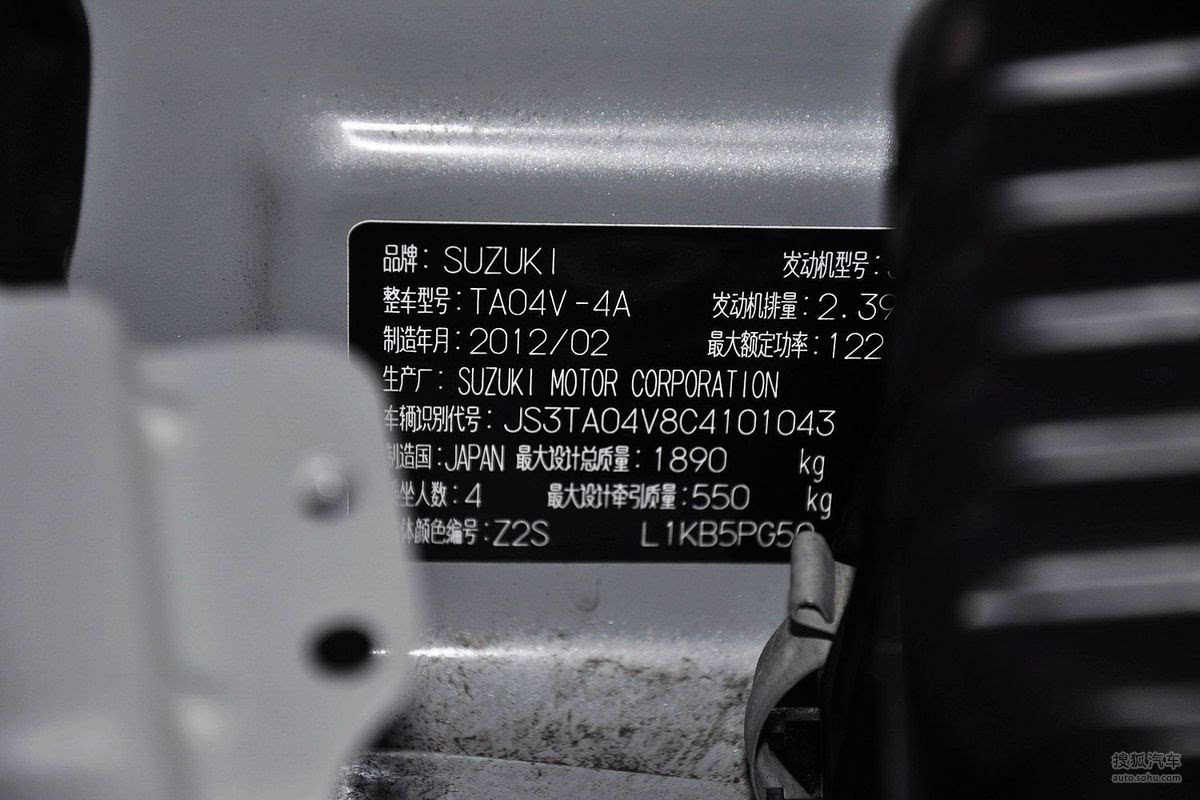 品牌：SUZUKI 发动机型号：
整车型号：TA04V-4A 发动机排量：2.39
制造年月：2012/02 最大额定功率：122
生产厂：SUZUKI MOTOR CORPORATION
车辆识别代号：JS3TA04V8C4101043
制造国：JAPAN 最大设计总质量：1890 kg
坐人数：4 最大设计牵引质量：550 kg
体颜色编号：Z2S L1KB5PG5
搜狐汽车
auto.sohu.com